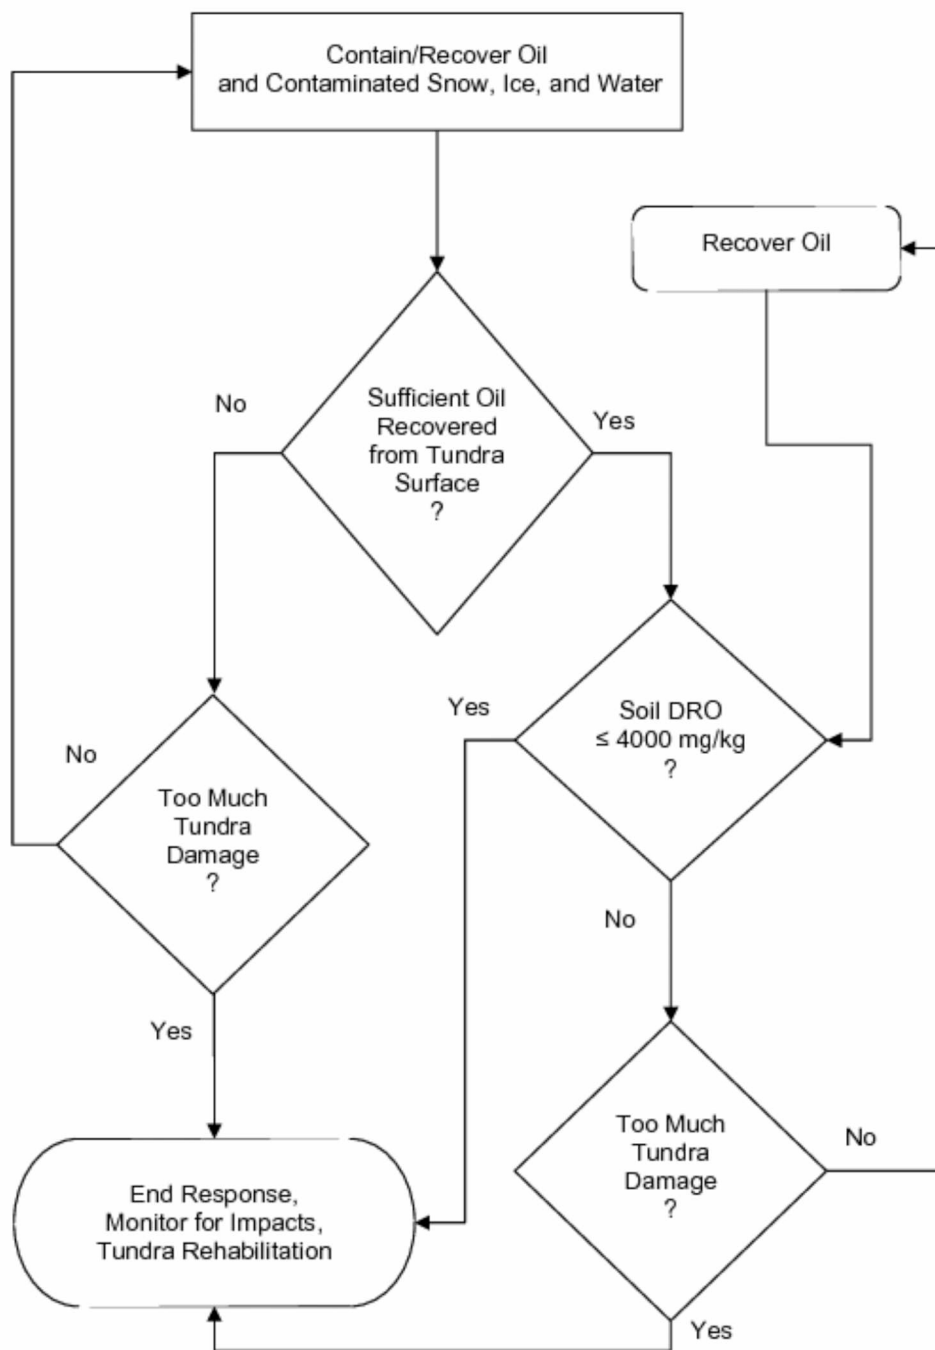 Contain/Recover Oil
and Contaminated Snow, Ice, and Water
Recover Oil
No
Sufficient Oil
Recovered
from Tundra
Surface
?
Yes
Yes
Soil DRO
≤ 4000 mg/kg
?
No
Too Much
Tundra
Damage
?
No
Yes
Too Much
Tundra
Damage
?
No
End Response,
Monitor for Impacts,
Tundra Rehabilitation
Yes